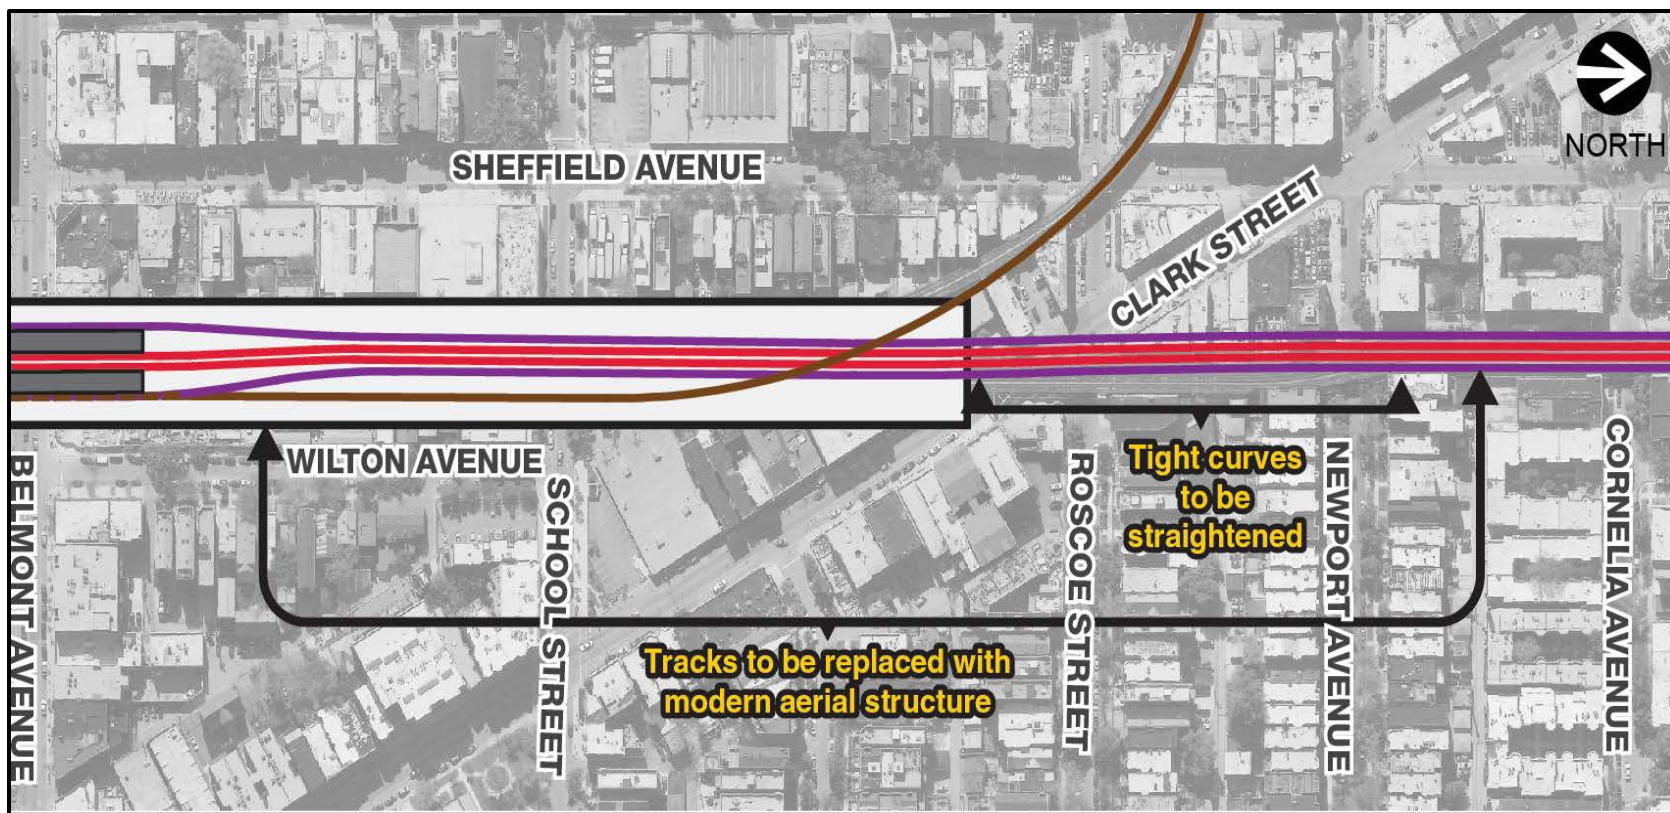 NORTH
SHEFFIELD AVENUE
CLARK STREET
WILTON AVENUE
BELMONT AVENUE
SCHOOL STREET
ROSCOE STREET
Tight curves
to be
straightened
NEWPORT AVENUE
CORNELIA AVENUE
Tracks to be replaced with
modern aerial structure